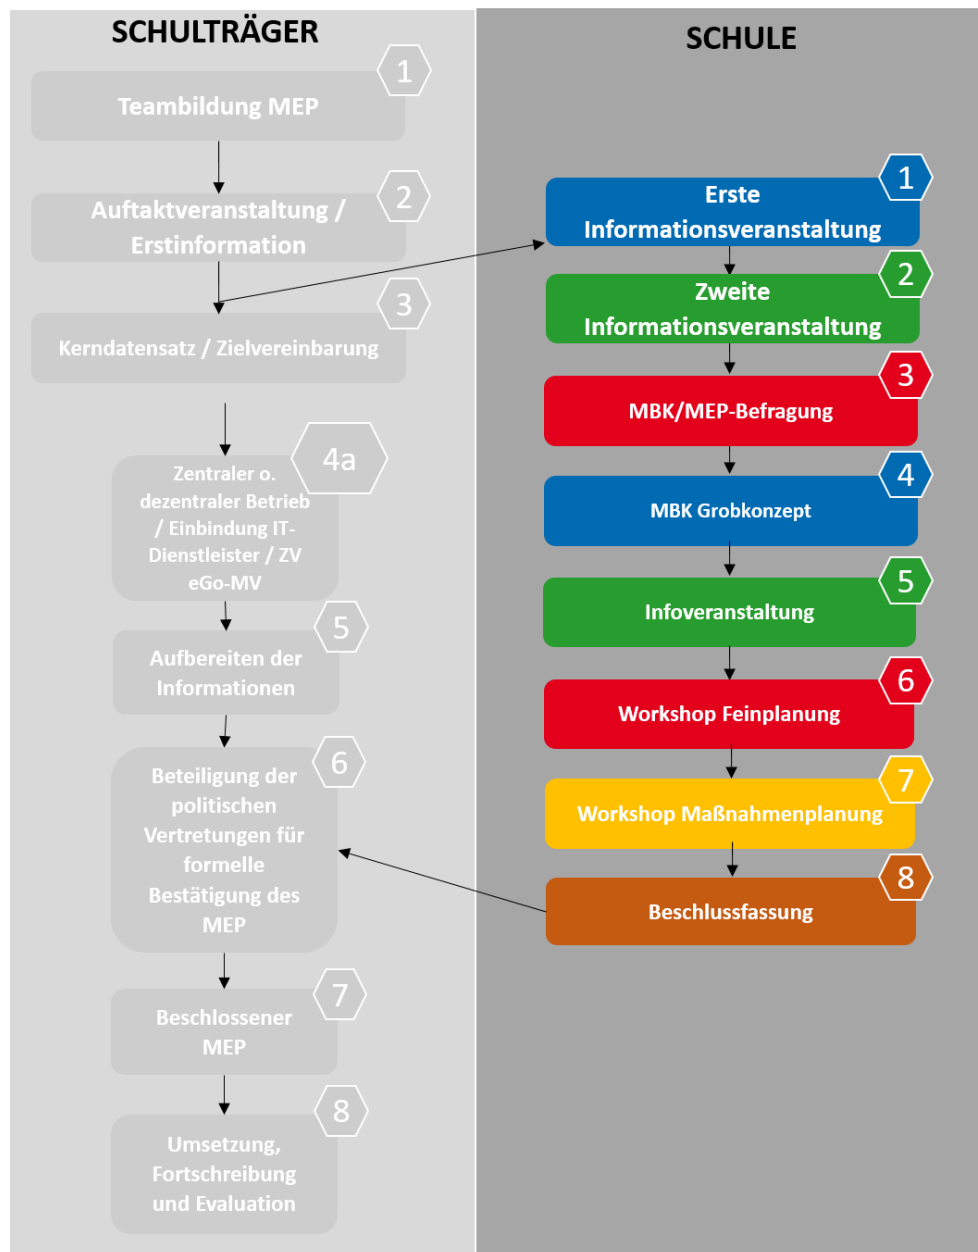 SCHULTRÄGER
1
Teambildung MEP
2
Auftaktveranstaltung /
Erstinformation
3
Kerndatensatz / Zielvereinbarung
4a
Zentraler o.
dezentraler Betrieb
/ Einbindung IT-
Dienstleister / ZV
eGo-MV
5
Aufbereiten der
Informationen
6
Beteiligung der
politischen
Vertretungen für
formelle
Bestätigung des
MEP
7
Beschlossener
MEP
8
Umsetzung,
Fortschreibung
und Evaluation
SCHULE
1
Erste
Informationsveranstaltung
2
Zweite
Informationsveranstaltung
3
MBK/MEP-Befragung
4
MBK Grobkonzept
5
Infoveranstaltung
6
Workshop Feinplanung
7
Workshop Maßnahmenplanung
8
Beschlussfassung